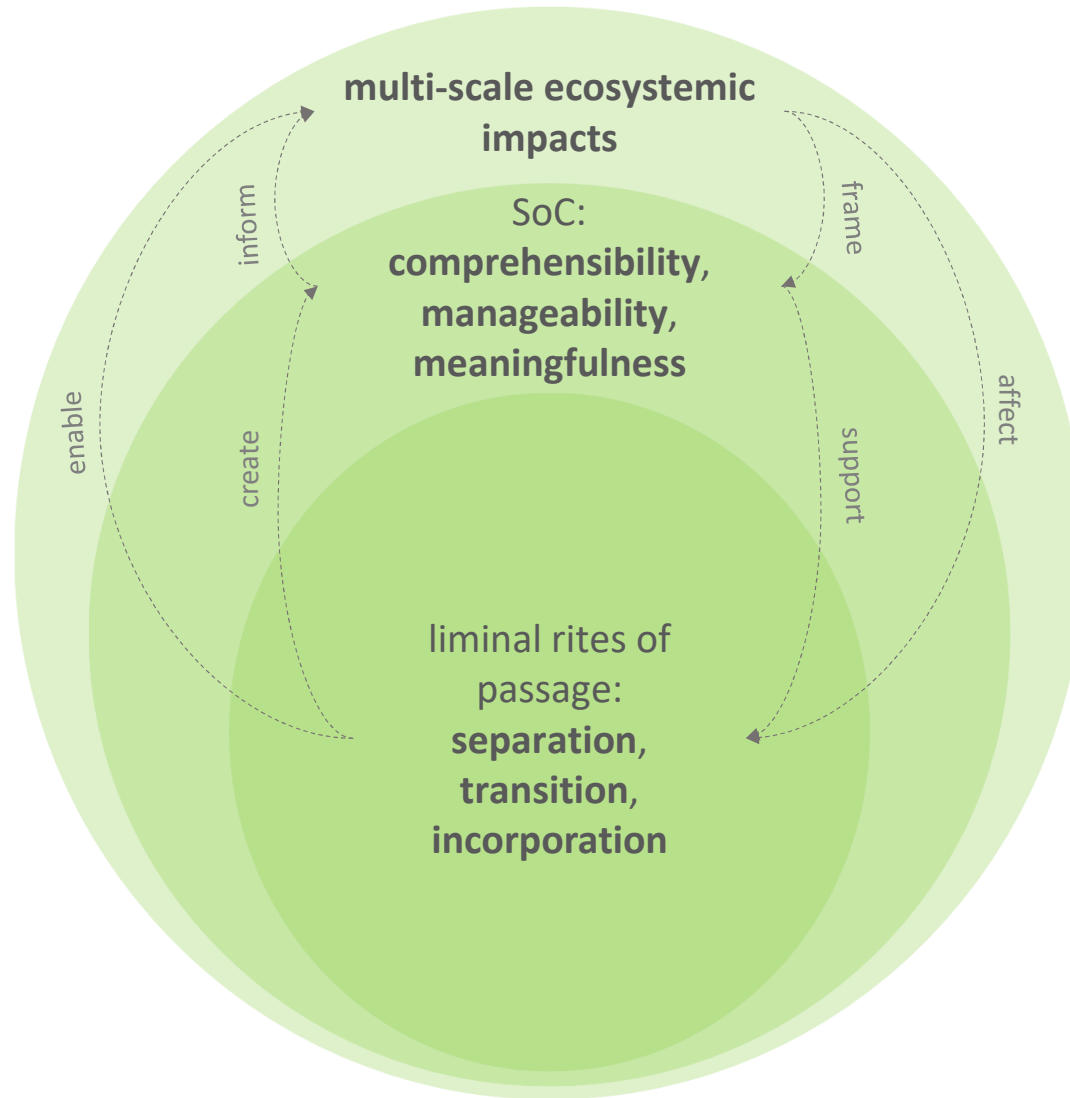 multi-scale ecosystemic
impacts
inform
frame
SoC:
comprehensibility,
manageability,
meaningfulness
enable
create
support
affect
liminal rites of
passage:
separation,
transition,
incorporation